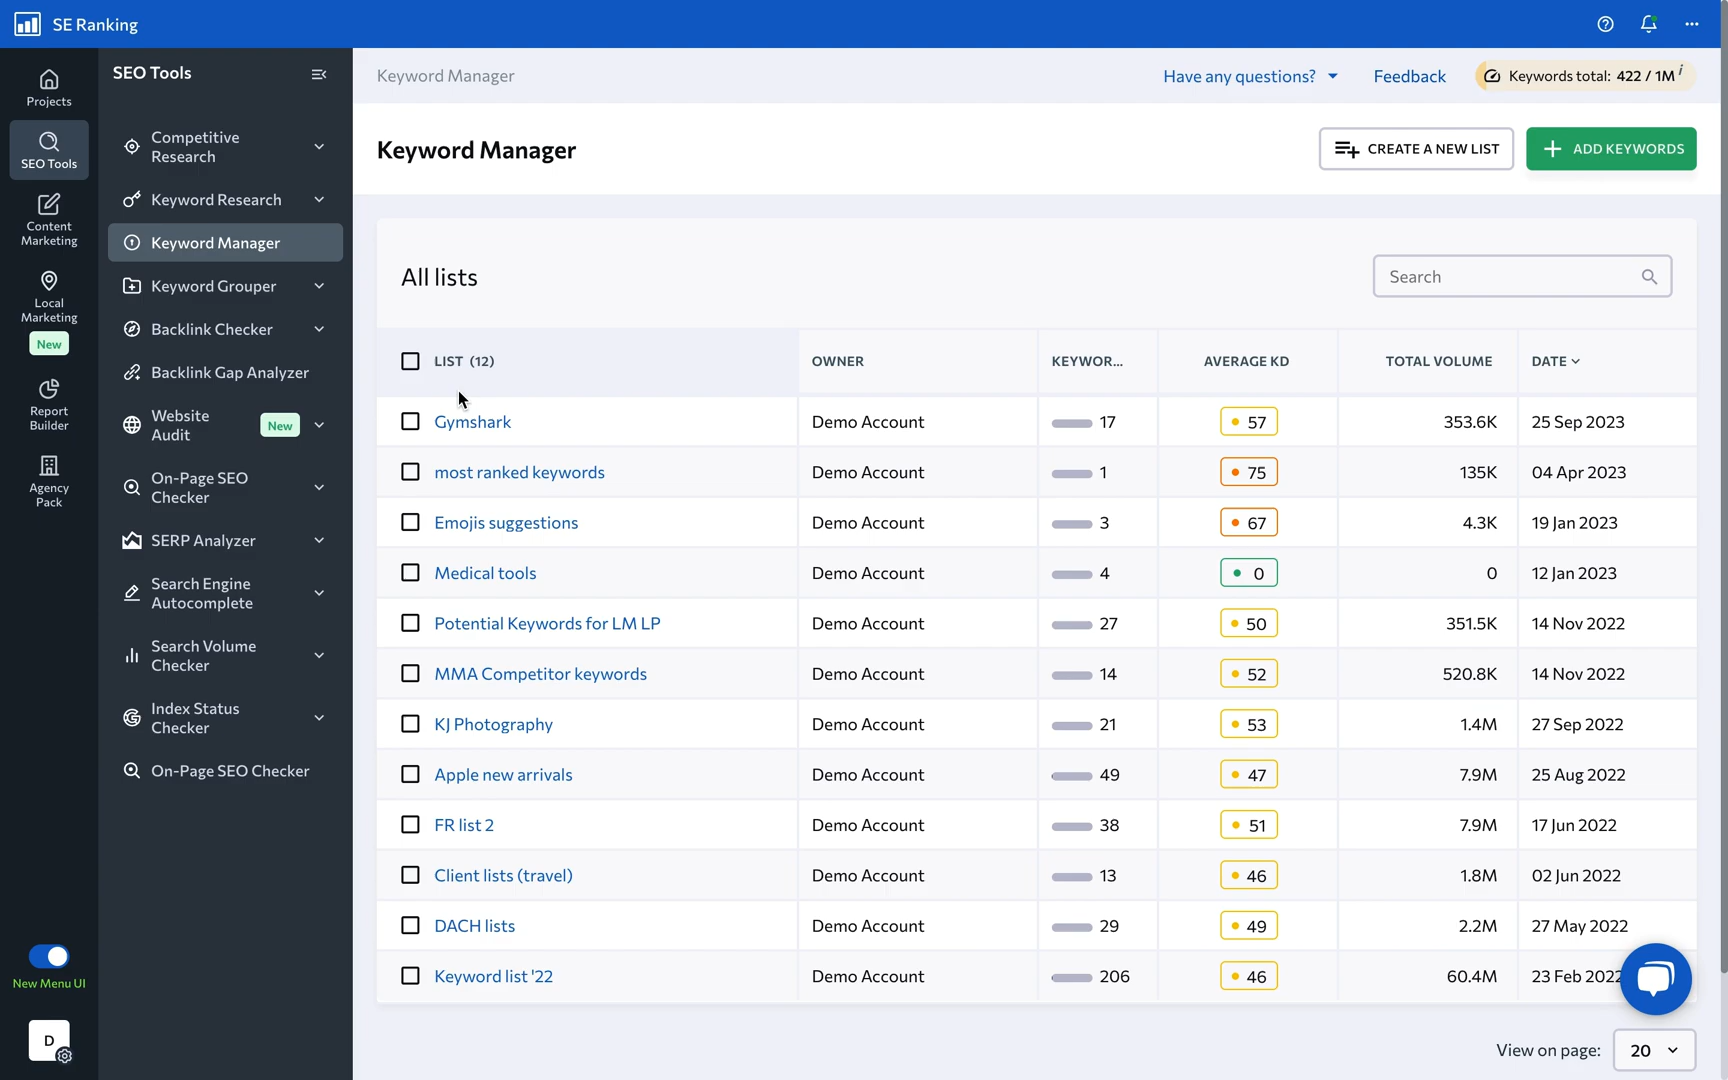 SE Ranking
Projects
SEO Tools
Content
Marketing
Local
Marketing
New
Report
Builder
Agency
Pack
New Menu UI
D
SEO Tools
Competitive
Research
Keyword Research
Keyword Manager
Keyword Grouper
Backlink Checker
Backlink Gap Analyzer
Website
Audit
New
On-Page SEO
Checker
SERP Analyzer
Search Engine
Autocomplete
Search Volume
Checker
Index Status
Checker
On-Page SEO Checker
Keyword Manager
Have any questions?
Feedback
Keywords total: 422 / 1M i
Keyword Manager
CREATE A NEW LIST
ADD KEYWORDS
All lists
Search
LIST (12) OWNER KEYWOR... AVERAGE KD TOTAL VOLUME DATE
Gymshark Demo Account 17 57 353.6K 25 Sep 2023
most ranked keywords Demo Account 1 75 135K 04 Apr 2023
Emojis suggestions Demo Account 3 67 4.3K 19 Jan 2023
Medical tools Demo Account 4 0 0 12 Jan 2023
Potential Keywords for LM LP Demo Account 27 50 351.5K 14 Nov 2022
MMA Competitor keywords Demo Account 14 52 520.8K 14 Nov 2022
KJ Photography Demo Account 21 53 1.4M 27 Sep 2022
Apple new arrivals Demo Account 49 47 7.9M 25 Aug 2022
FR list 2 Demo Account 38 51 7.9M 17 Jun 2022
Client lists (travel) Demo Account 13 46 1.8M 02 Jun 2022
DACH lists Demo Account 29 49 2.2M 27 May 2022
Keyword list '22 Demo Account 206 46 60.4M 23 Feb 2022
View on page: 20